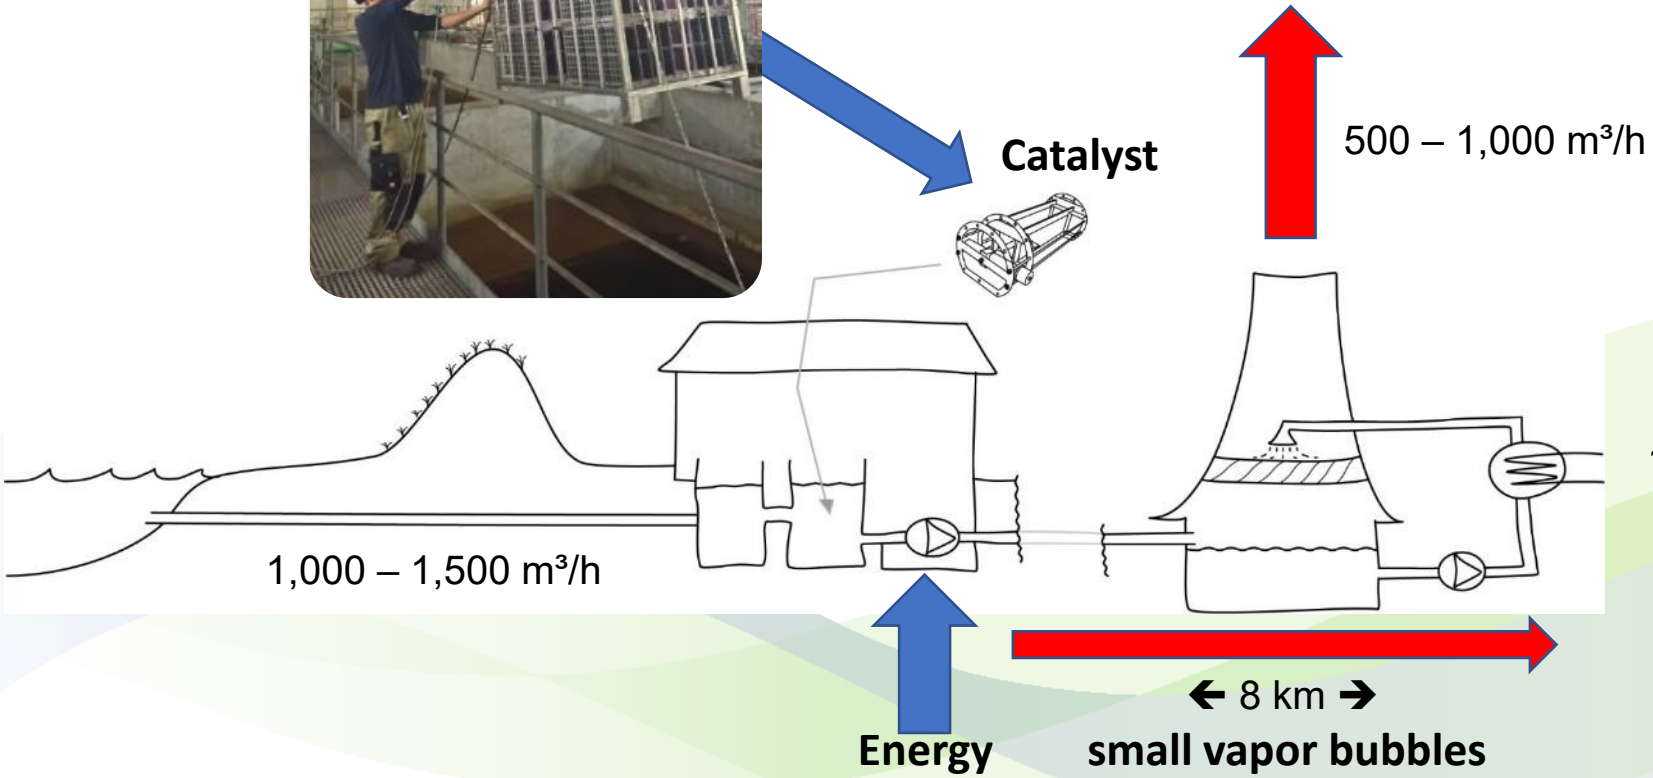 Catalyst
500 – 1,000 m³/h
1,000 – 1,500 m³/h
🡸 8 km 🡺
Energy
small vapor bubbles